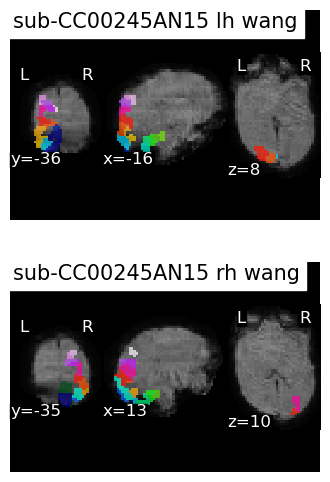 sub-CC00245AN15 lh wang
L R L R
y=-36 x=-16 z=8
sub-CC00245AN15 rh wang
L R L R
y=-35 x=13 z=10